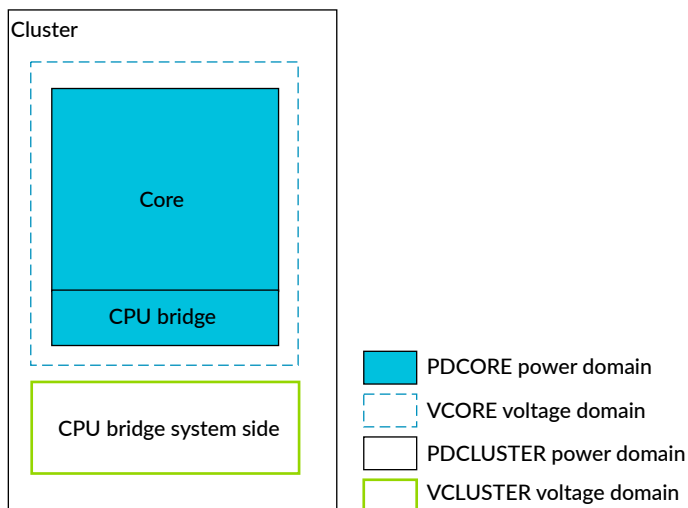 Cluster
Core
CPU bridge
CPU bridge system side
PDCORE power domain
VCORE voltage domain
PDCLUSTER power domain
VCLUSTER voltage domain